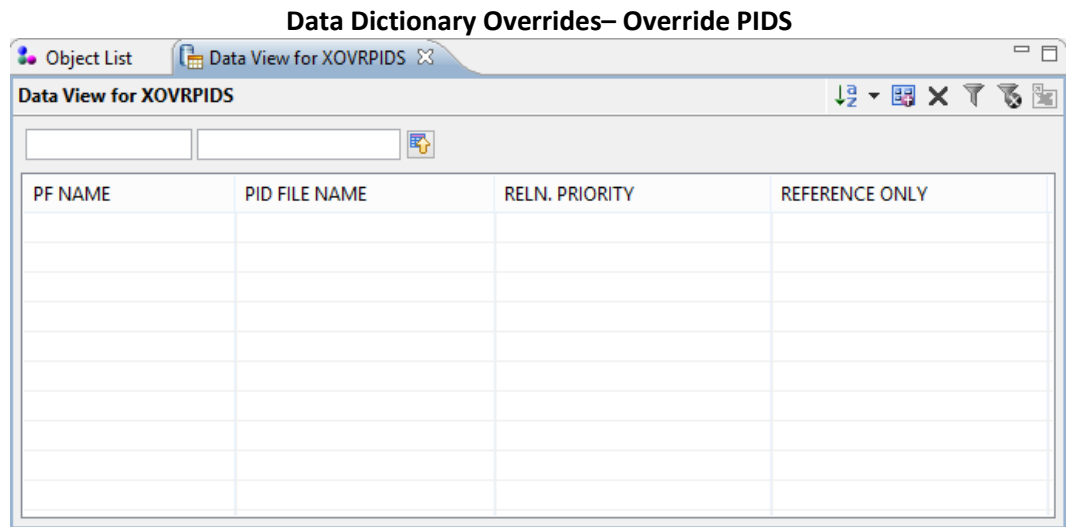 Data Dictionary Overrides– Override PIDS
Object List Data View for XOVRPIDS
Data View for XOVRPIDS
PF NAME PID FILE NAME RELN. PRIORITY REFERENCE ONLY